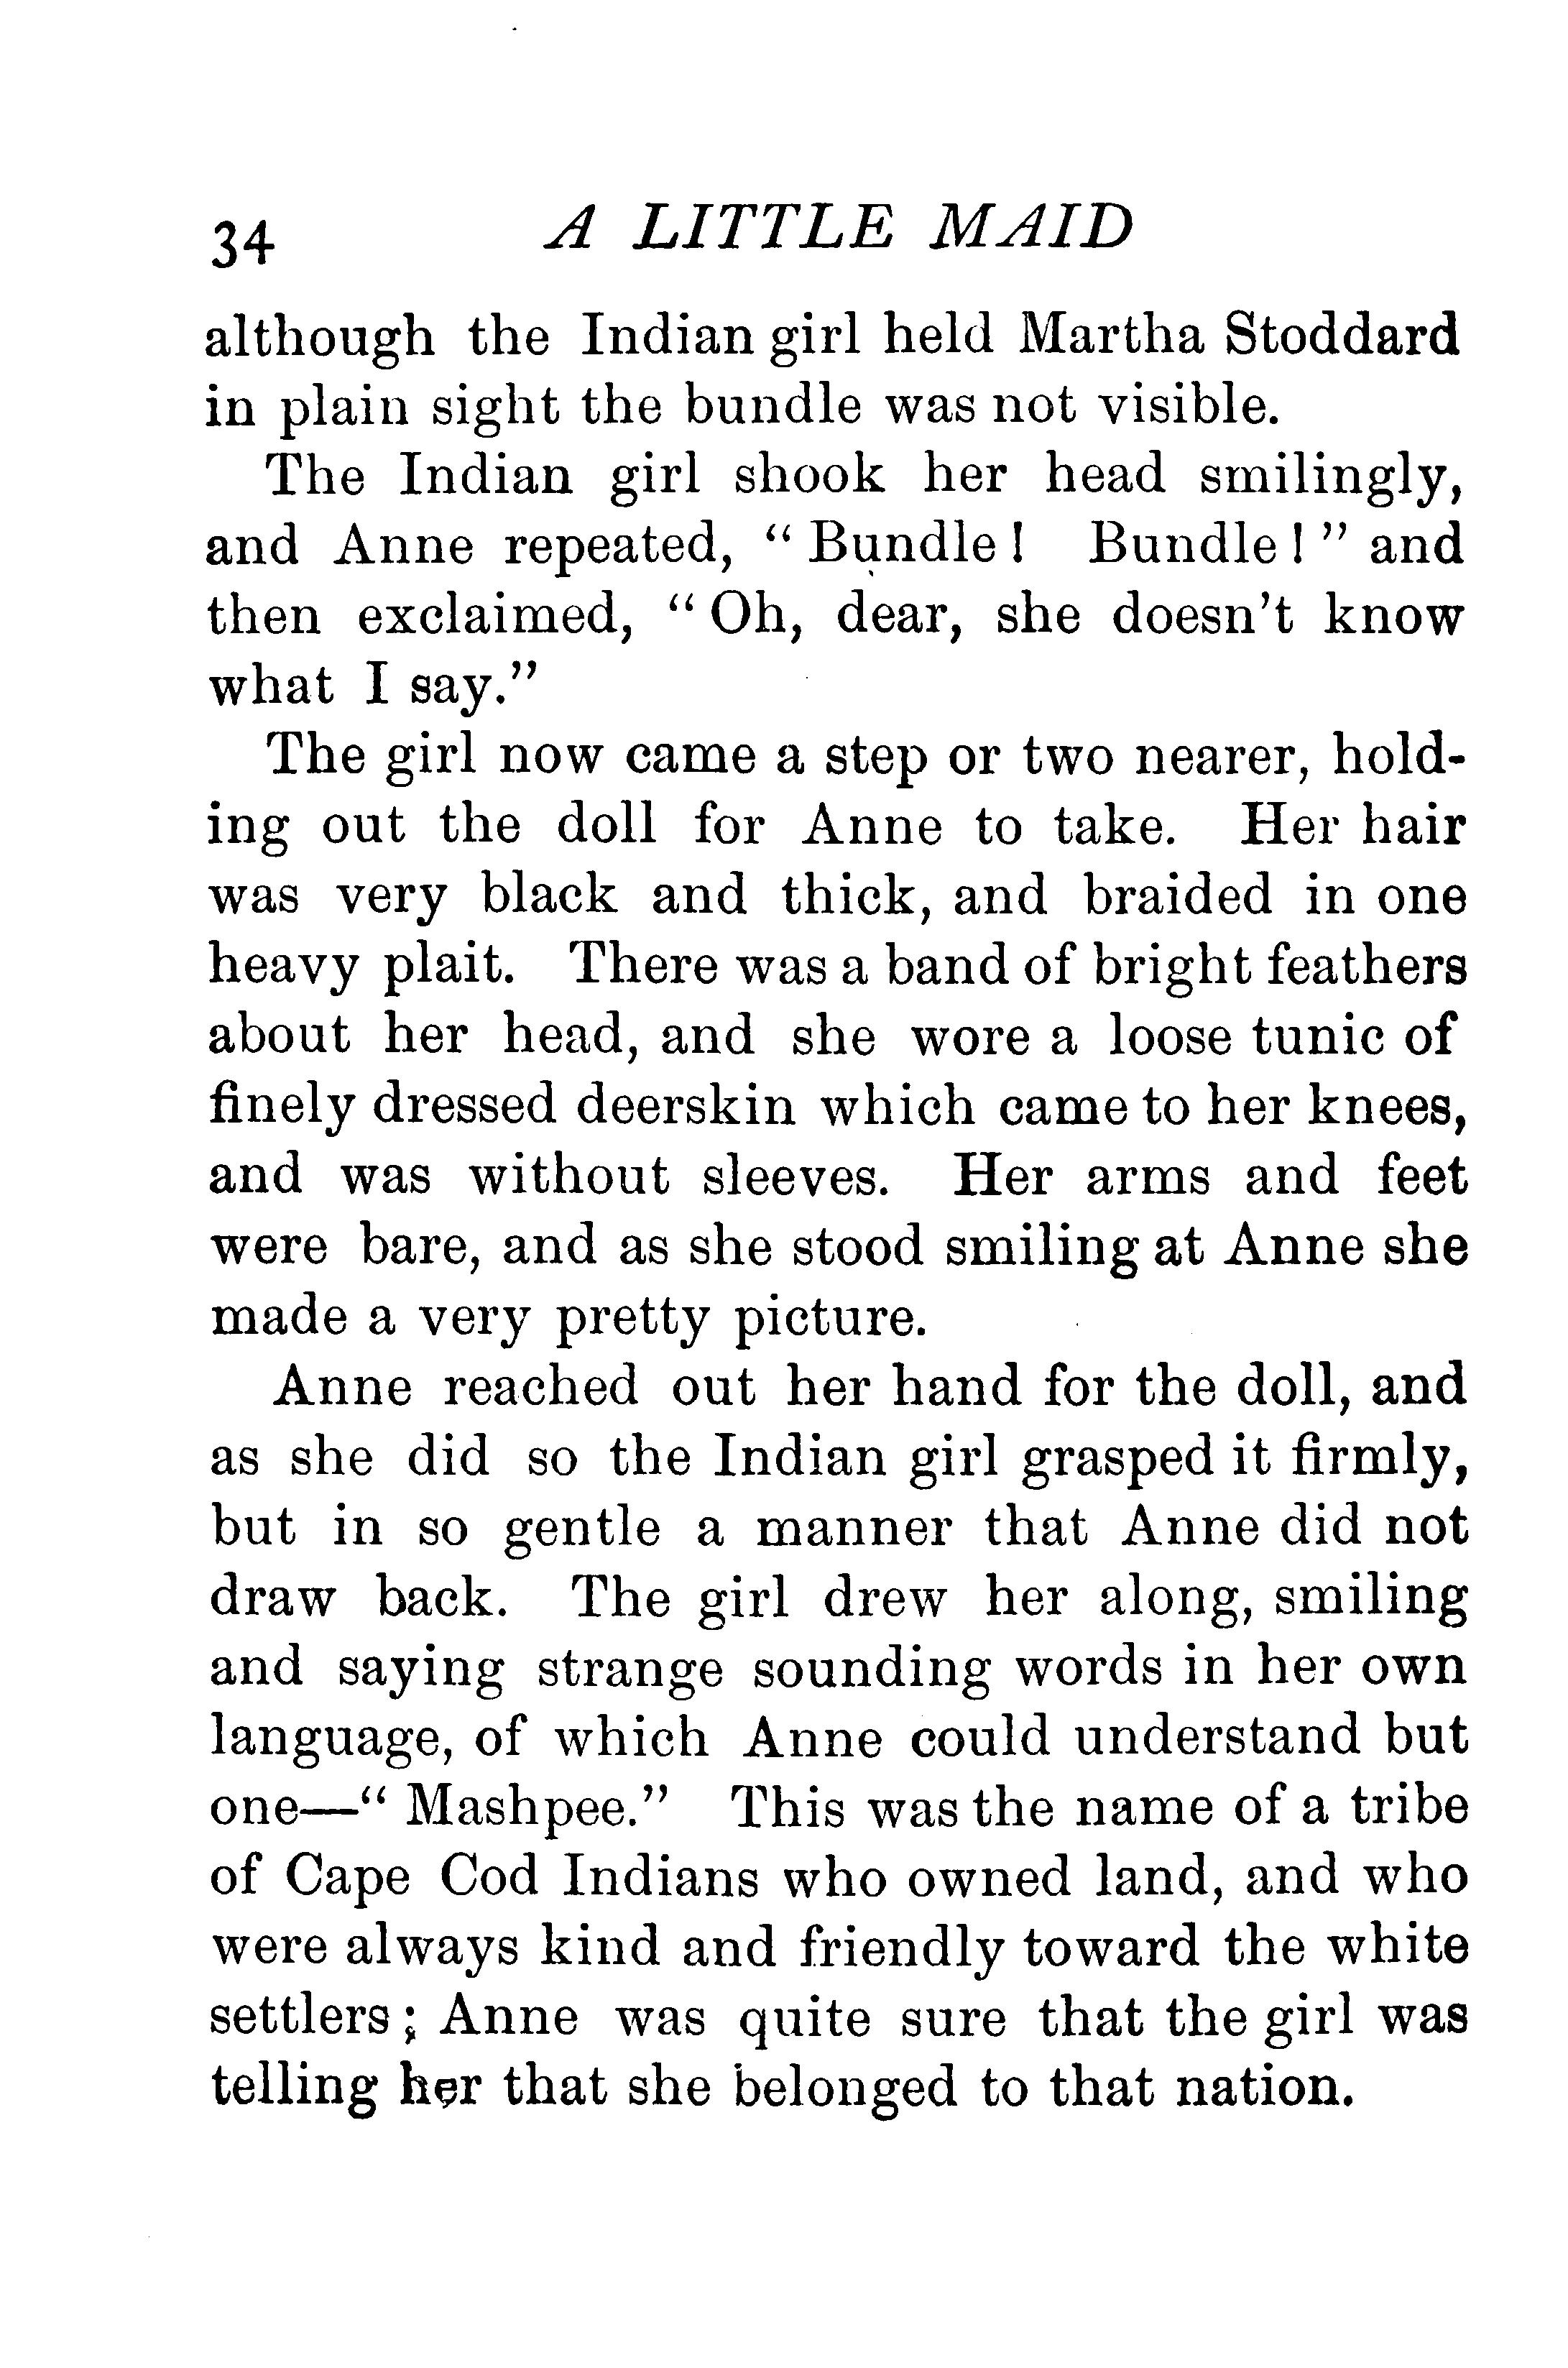 34 A LITTLE MAID
although the Indian girl held Martha Stoddard
in plain sight the bundle was not visible.
The Indian girl shook her head smilingly,
and Anne repeated, “ Bundle ! Bundle ! ” and
then exclaimed, “ Oh, dear, she doesn’t know
what I say.”
The girl now came a step or two nearer, hold-
ing out the doll for Anne to take. Her hair
was very black and thick, and braided in one
heavy plait. There was a band of bright feathers
about her head, and she wore a loose tunic of
finely dressed deerskin which came to her knees,
and was without sleeves. Her arms and feet
were bare, and as she stood smiling at Anne she
made a very pretty picture.
Anne reached out her hand for the doll, and
as she did so the Indian girl grasped it firmly,
but in so gentle a manner that Anne did not
draw back. The girl drew her along, smiling
and saying strange sounding words in her own
language, of which Anne could understand but
one—“ Mashpee.” This was the name of a tribe
of Cape Cod Indians who owned land, and who
were always kind and friendly toward the white
settlers ; Anne was quite sure that the girl was
telling her that she belonged to that nation.